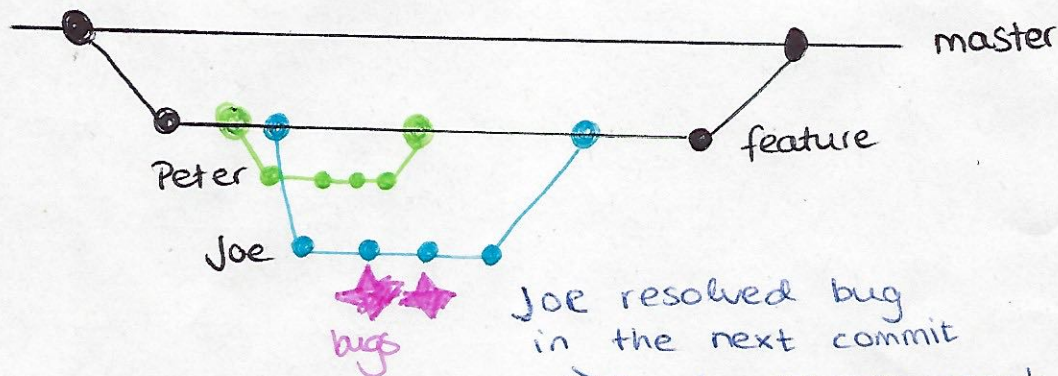 master
feature
Peter
Joe
bugs
Joe resolved bug
in the next commit